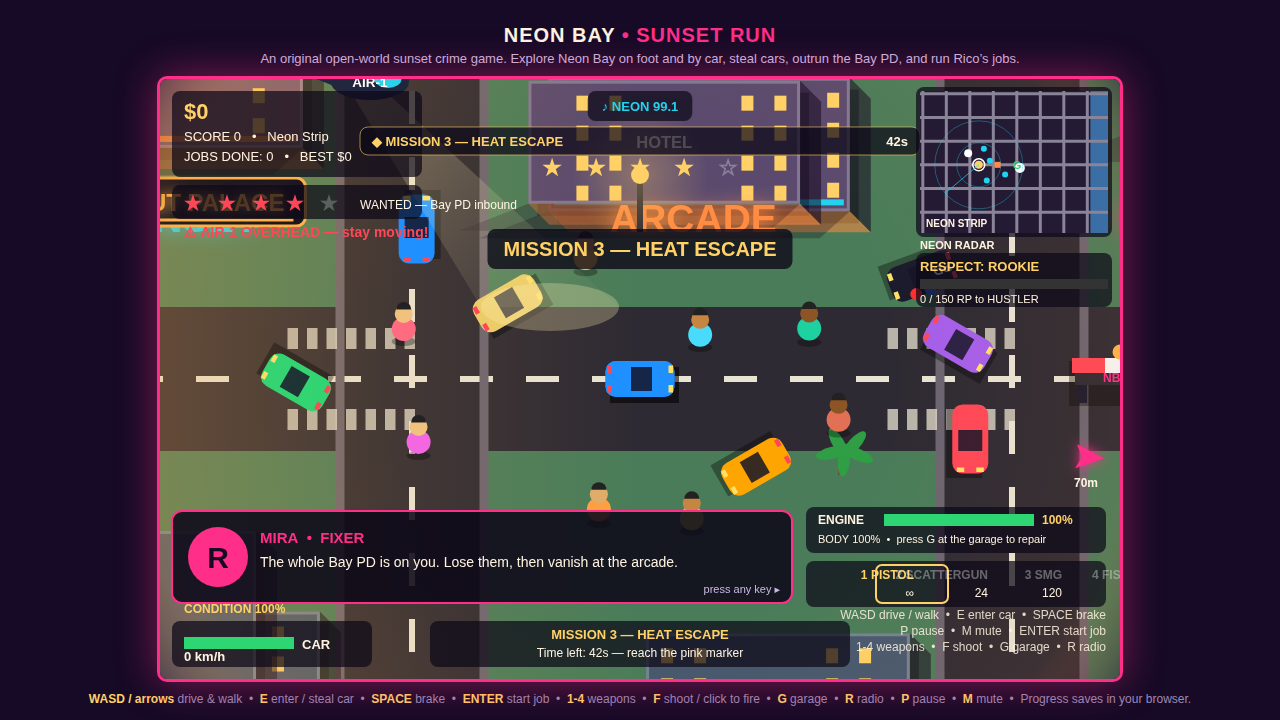 NEON BAY • SUNSET RUN
An original open-world sunset crime game. Explore Neon Bay on foot and by car, steal cars, outrun the Bay PD, and run Rico's jobs.
AIR-1
$0
SCORE 0 • Neon Strip
JOBS DONE: 0 • BEST $0
♪ NEON 99.1
◆ MISSION 3 — HEAT ESCAPE
42s
HOTEL
★ ★ ★ ★ ☆
★ ★ ★ ★ ★
WANTED — Bay PD inbound
⚠ AIR-1 OVERHEAD — stay moving!
ARCADE
MISSION 3 — HEAT ESCAPE
NEON STRIP
NEON RADAR
RESPECT: ROOKIE
0 / 150 RP to HUSTLER
NB
70m
R
MIRA • FIXER
The whole Bay PD is on you. Lose them, then vanish at the arcade.
press any key ▸
ENGINE 100%
BODY 100% • press G at the garage to repair
1 PISTOL
∞
SCATTERGUN
24
3 SMG
120
4 FIS
CONDITION 100%
CAR
0 km/h
MISSION 3 — HEAT ESCAPE
Time left: 42s — reach the pink marker
WASD drive / walk • E enter car • SPACE brake
P pause • M mute • ENTER start job
1-4 weapons • F shoot • G garage • R radio
WASD / arrows drive & walk • E enter / steal car • SPACE brake • ENTER start job • 1-4 weapons • F shoot / click to fire • G garage • R radio • P pause • M mute • Progress saves in your browser.